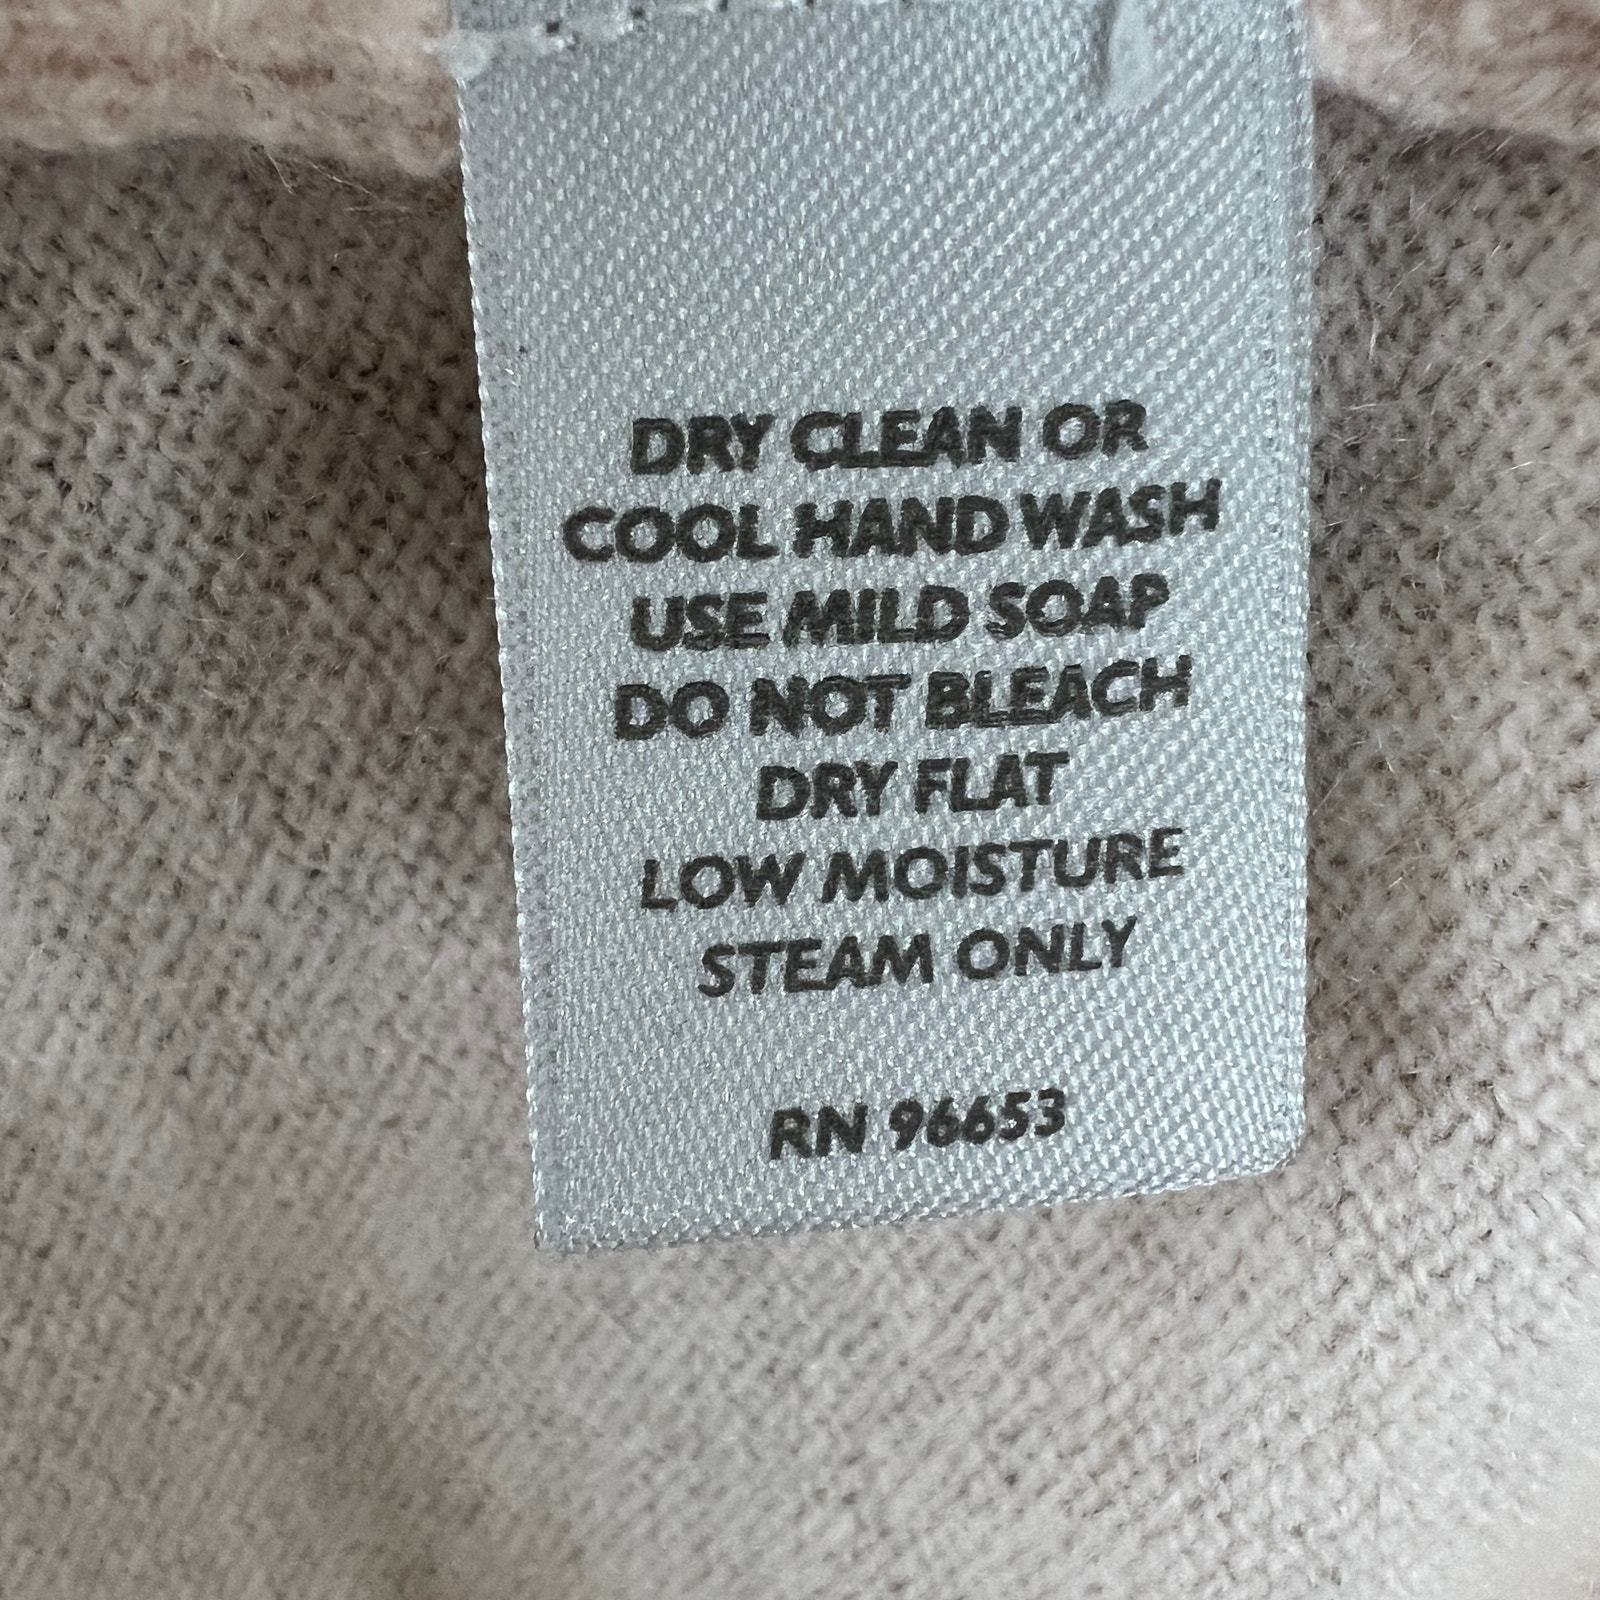 DRY CLEAN OR
COOL HAND WASH
USE MILD SOAP
DO NOT BLEACH
DRY FLAT
LOW MOISTURE
STEAM ONLY
RN 96653